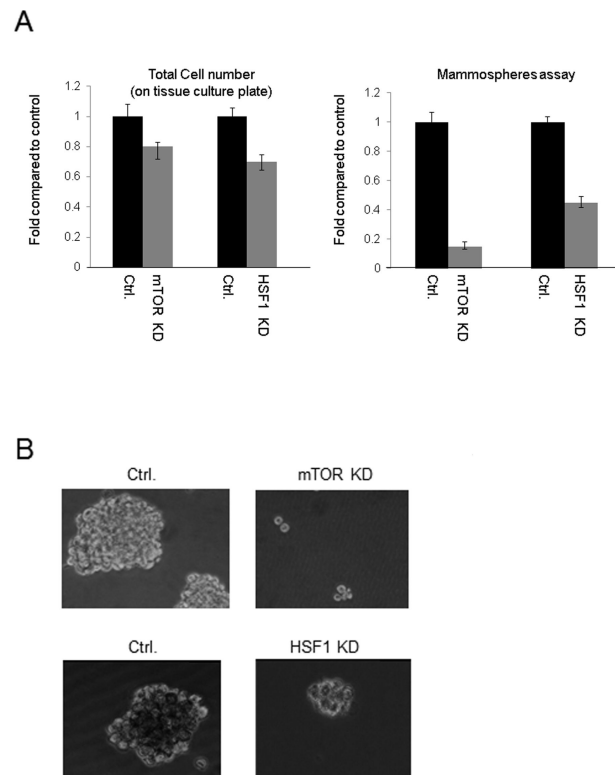 A
Total Cell number
(on tissue culture plate)
Fold compared to control
1.2
1
0.8
0.6
0.4
0.2
0
Ctrl.
mTOR KD
Ctrl.
HSF1 KD
Mammospheres assay
Fold compared to control
1.2
1
0.8
0.6
0.4
0.2
0
Ctrl.
mTOR KD
Ctrl.
HSF1 KD
B
Ctrl.
mTOR KD
Ctrl.
HSF1 KD